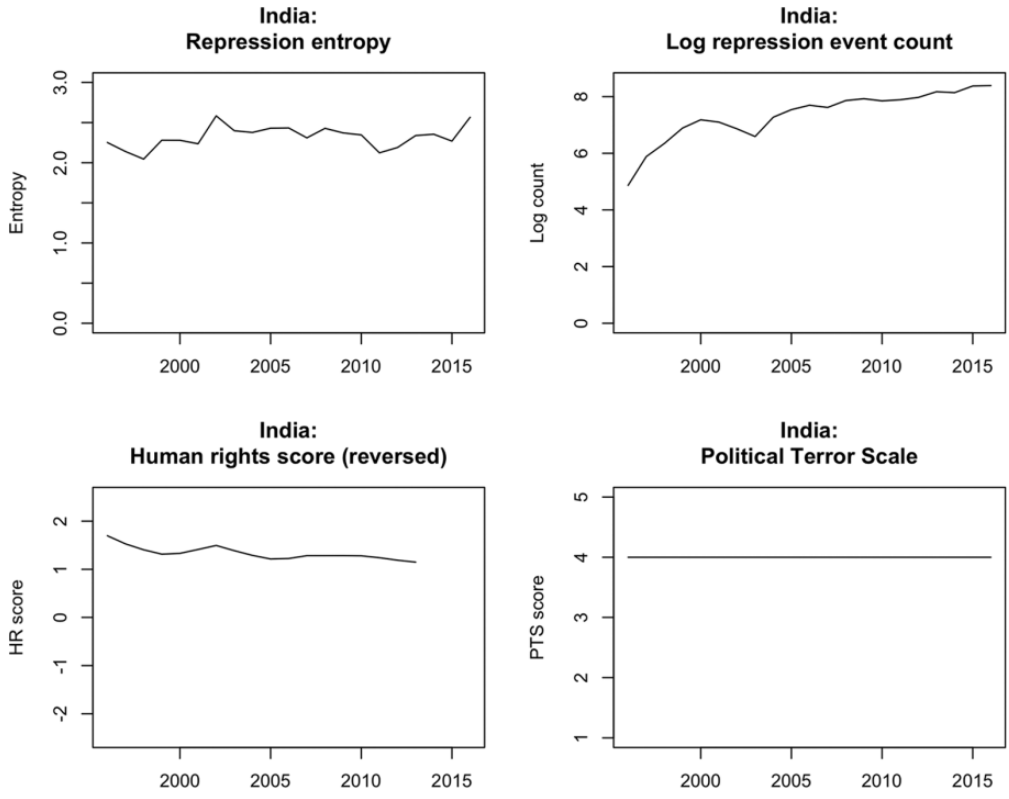 India:
Repression entropy
Entropy
3.0
2.0
1.0
0.0
2000
2005
2010
2015
India:
Log repression event count
Log count
8
6
4
2
0
2000
2005
2010
2015
India:
Human rights score (reversed)
HR score
2
1
0
-1
-2
2000
2005
2010
2015
India:
Political Terror Scale
PTS score
5
4
3
2
1
2000
2005
2010
2015